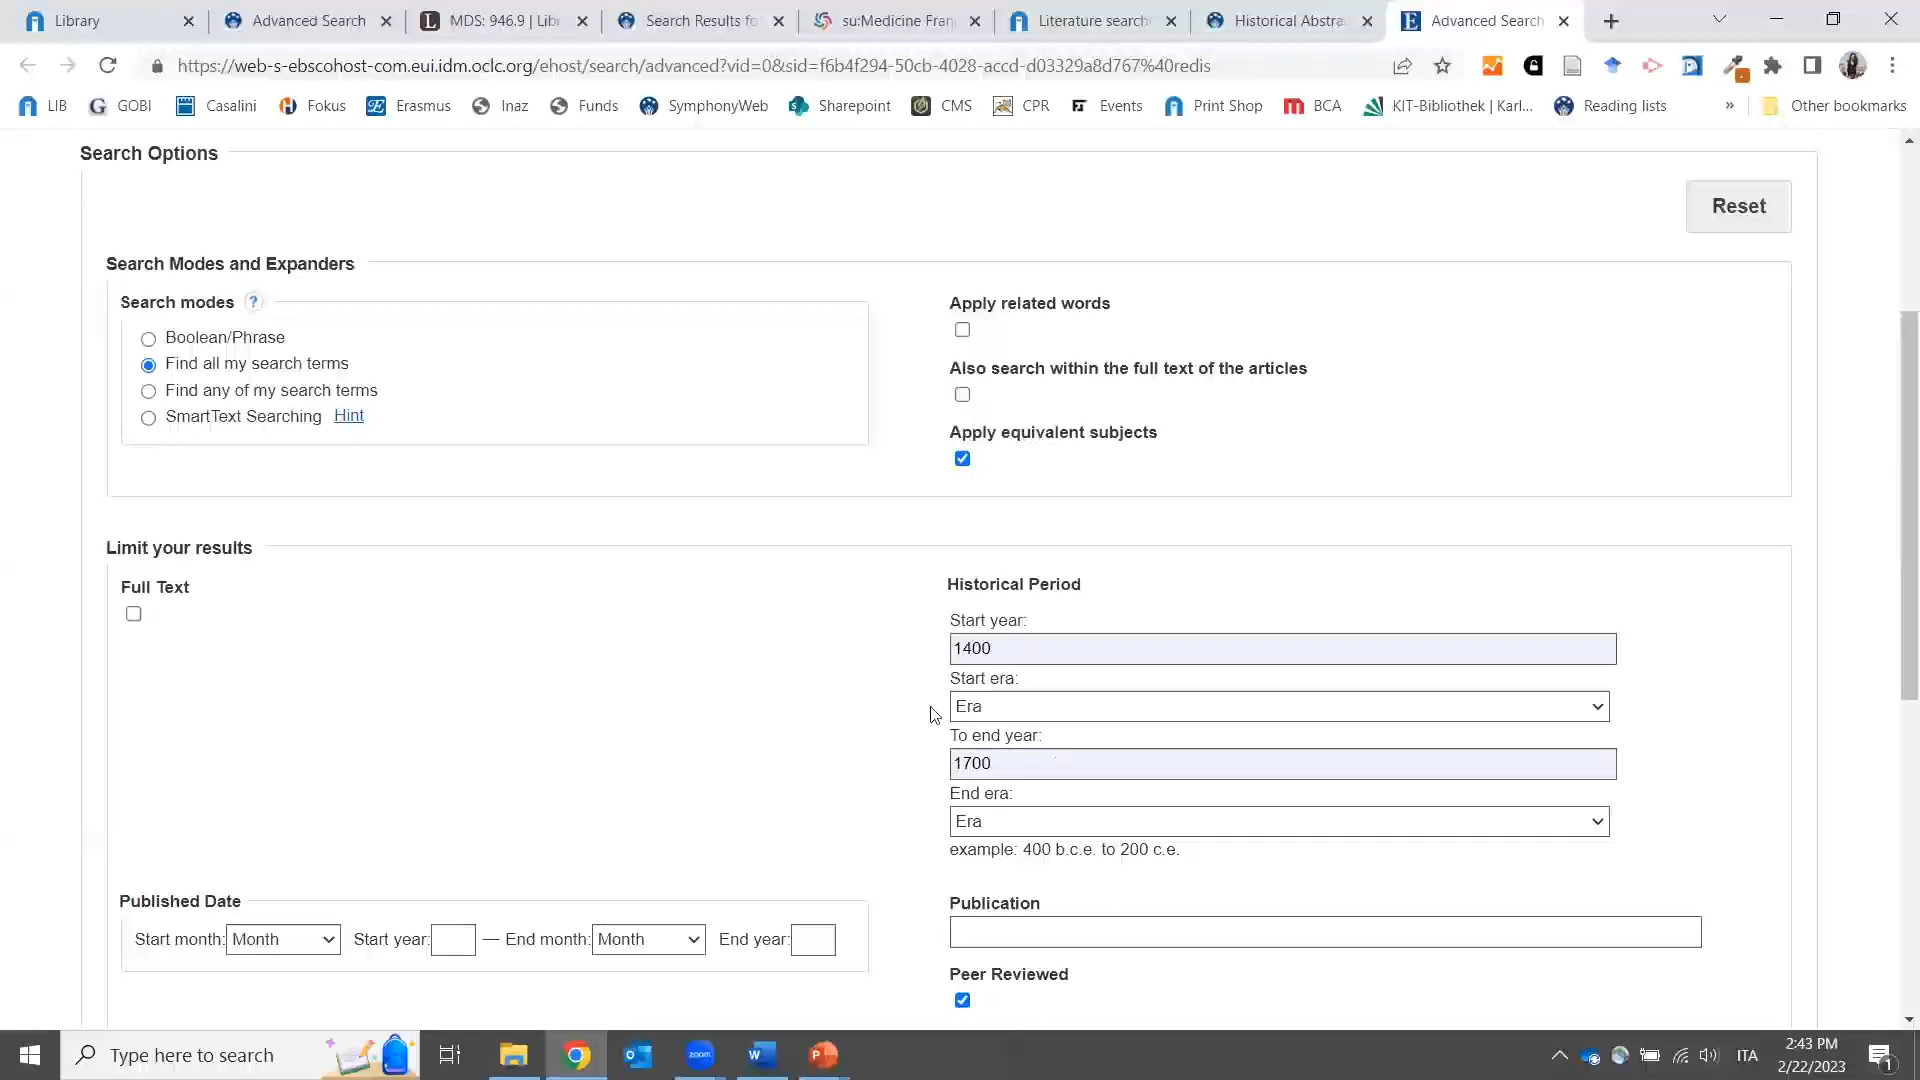 Library
Advanced Search
MDS: 946.9 | Lib
Search Results fo
su:Medicine Fran
Literature search
Historical Abstra
Advanced Search
https://web-s-ebscohost-com.eui.idm.oclc.org/ehost/search/advanced?vid=0&sid=f6b4f294-50cb-4028-accd-d03329a8d767%40redis
LIB GOBI Casalini Fokus Erasmus Inaz Funds SymphonyWeb Sharepoint CMS CPR Events Print Shop BCA KIT-Bibliothek | Karl... Reading lists » Other bookmarks
Search Options
Reset
Search Modes and Expanders
Search modes ?
Boolean/Phrase
Find all my search terms
Find any of my search terms
SmartText Searching Hint
Apply related words
Also search within the full text of the articles
Apply equivalent subjects
Limit your results
Full Text
Historical Period
Start year:
1400
Start era:
Era
To end year:
1700
End era:
Era
example: 400 b.c.e. to 200 c.e.
Published Date
Start month: Month Start year: — End month: Month End year:
Publication
Peer Reviewed
Type here to search
zoom
ITA
2:43 PM
2/22/2023
1